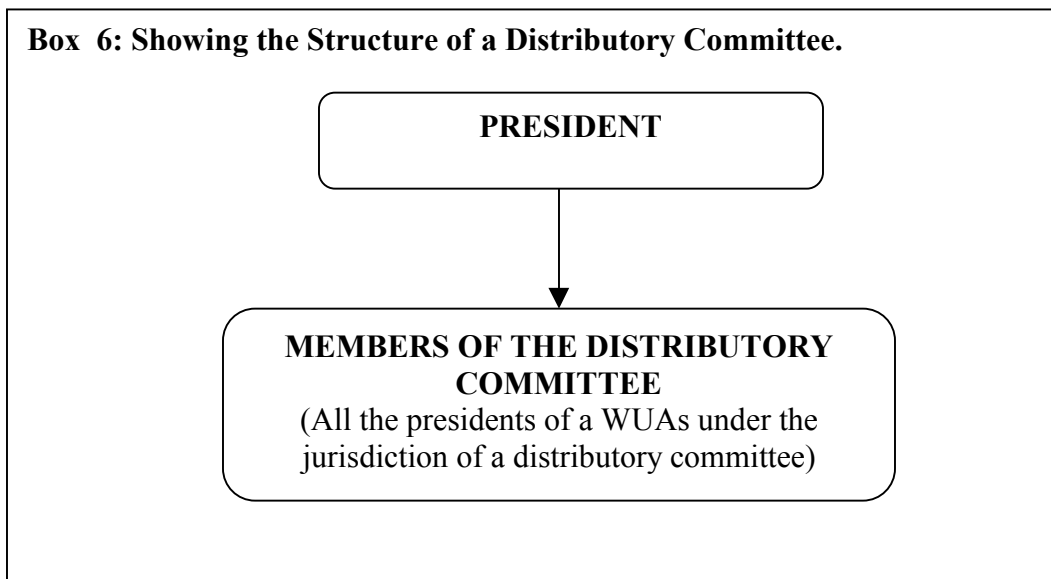 Box 6: Showing the Structure of a Distributory Committee.
PRESIDENT
MEMBERS OF THE DISTRIBUTORY
COMMITTEE
(All the presidents of a WUAs under the
jurisdiction of a distributory committee)